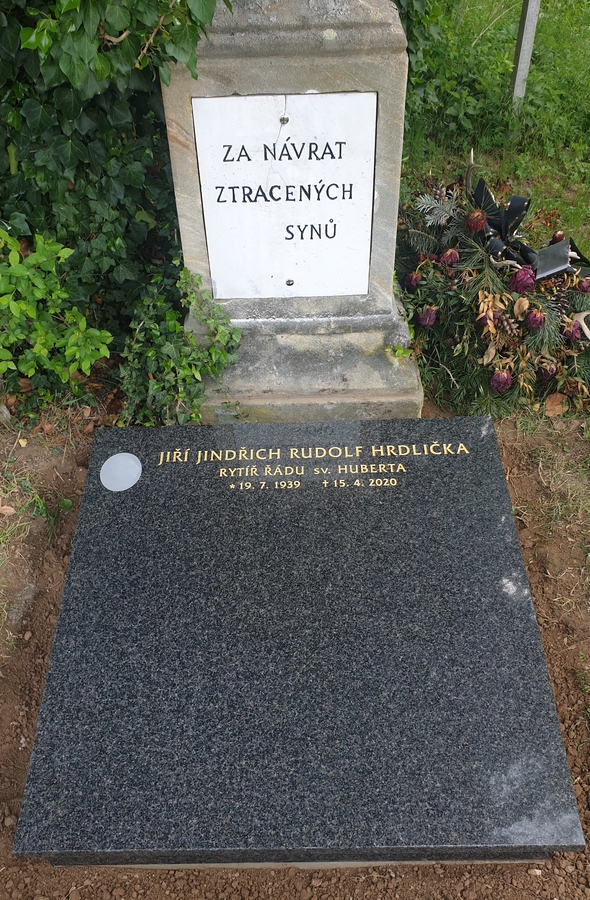 ZA NÁVRAT
ZTRACENÝCH
SYNŮ
JIŘÍ JINDŘICH RUDOLF HRDLIČKA
RYTÍŘ ŘÁDU sv. HUBERTA
* 19. 7. 1939 † 15. 4. 2020